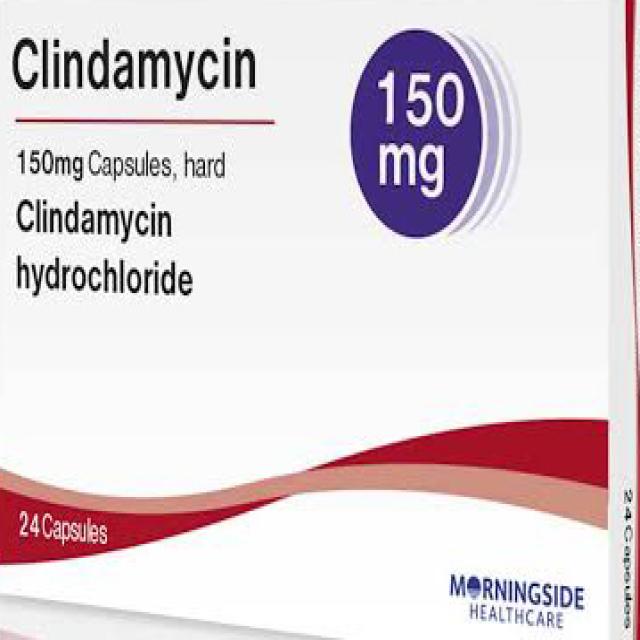 Clindamycin
150
mg
150mg Capsules, hard
Clindamycin
hydrochloride
24 Capsules
MORNINGSIDE
HEALTHCARE
24 Capsules